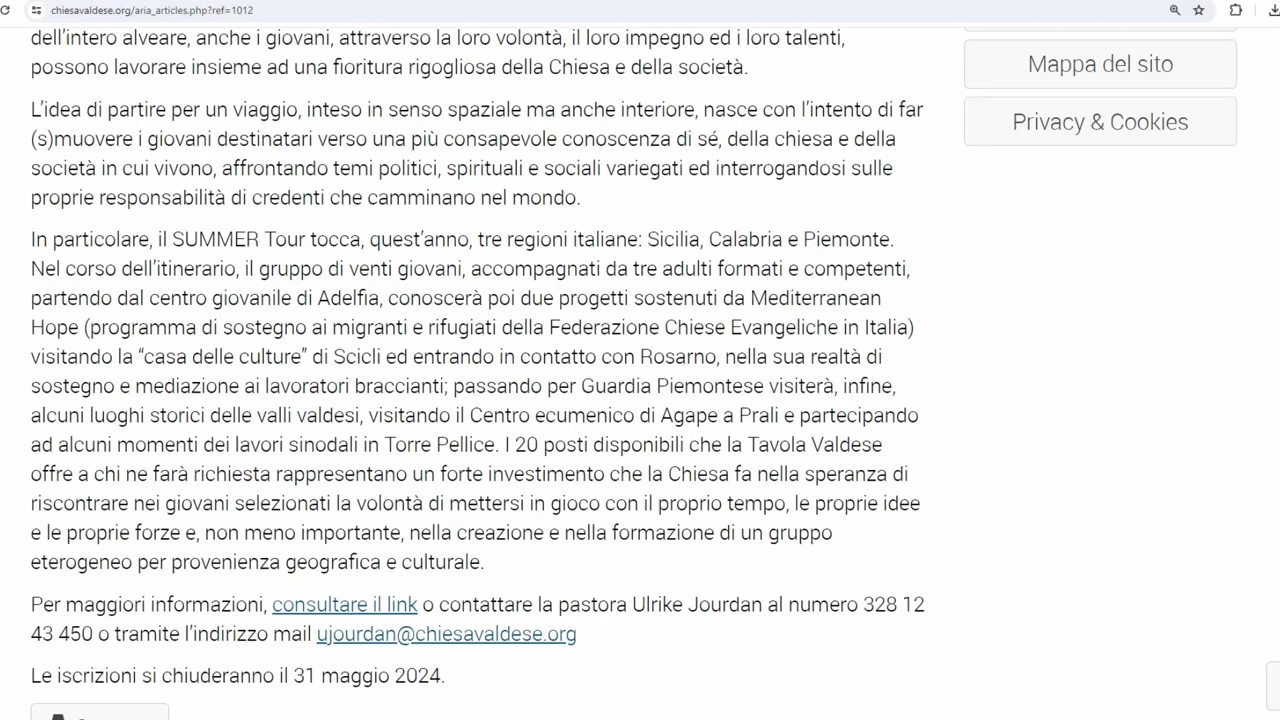 chiesavaldese.org/aria_articles.php?ref=1012
dell’intero alveare, anche i giovani, attraverso la loro volontà, il loro impegno ed i loro talenti,
possono lavorare insieme ad una fioritura rigogliosa della Chiesa e della società.
L’idea di partire per un viaggio, inteso in senso spaziale ma anche interiore, nasce con l’intento di far
(s)muovere i giovani destinatari verso una più consapevole conoscenza di sé, della chiesa e della
società in cui vivono, affrontando temi politici, spirituali e sociali variegati ed interrogandosi sulle
proprie responsabilità di credenti che camminano nel mondo.
In particolare, il SUMMER Tour tocca, quest’anno, tre regioni italiane: Sicilia, Calabria e Piemonte.
Nel corso dell’itinerario, il gruppo di venti giovani, accompagnati da tre adulti formati e competenti,
partendo dal centro giovanile di Adelfia, conoscerà poi due progetti sostenuti da Mediterranean
Hope (programma di sostegno ai migranti e rifugiati della Federazione Chiese Evangeliche in Italia)
visitando la “casa delle culture” di Scicli ed entrando in contatto con Rosarno, nella sua realtà di
sostegno e mediazione ai lavoratori braccianti; passando per Guardia Piemontese visiterà, infine,
alcuni luoghi storici delle valli valdesi, visitando il Centro ecumenico di Agape a Prali e partecipando
ad alcuni momenti dei lavori sinodali in Torre Pellice. I 20 posti disponibili che la Tavola Valdese
offre a chi ne farà richiesta rappresentano un forte investimento che la Chiesa fa nella speranza di
riscontrare nei giovani selezionati la volontà di mettersi in gioco con il proprio tempo, le proprie idee
e le proprie forze e, non meno importante, nella creazione e nella formazione di un gruppo
eterogeneo per provenienza geografica e culturale.
Per maggiori informazioni, consultare il link o contattare la pastora Ulrike Jourdan al numero 328 12
43 450 o tramite l’indirizzo mail ujourdan@chiesavaldese.org
Le iscrizioni si chiuderanno il 31 maggio 2024.
Mappa del sito
Privacy & Cookies